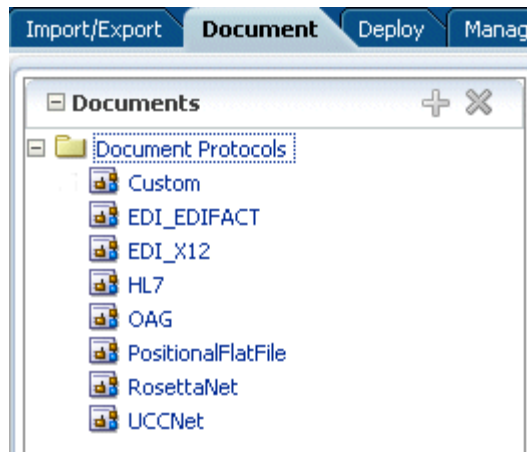 Import/Export Document Deploy Manag
Documents
Document Protocols
Custom
EDI_EDIFACT
EDI_X12
HL7
OAG
PositionalFlatFile
RosettaNet
UCCNet